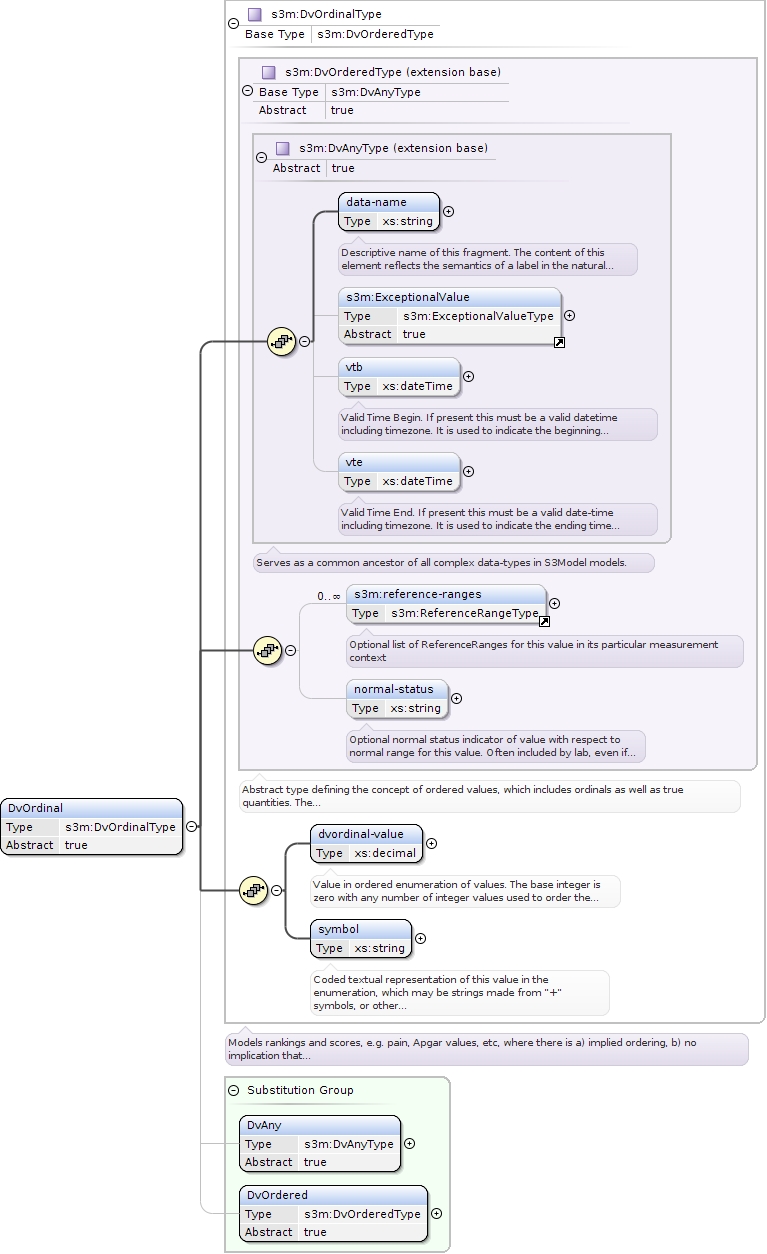 s3m:DvOrdinalType
Base Type s3m:DvOrderedType
s3m:DvOrderedType (extension base)
Base Type s3m:DvAnyType
Abstract true
s3m:DvAnyType (extension base)
Abstract true
data-name
Type xs:string
Descriptive name of this fragment. The content of this
element reflects the semantics of a label in the natural...
s3m:ExceptionalValue
Type s3m:ExceptionalValueType
Abstract true
vtb
Type xs:dateTime
Valid Time Begin. If present this must be a valid datetime
including timezone. It is used to indicate the beginning...
vte
Type xs:dateTime
Valid Time End. If present this must be a valid date-time
including timezone. It is used to indicate the ending time...
Serves as a common ancestor of all complex data-types in S3Model models.
0..∞
s3m:reference-ranges
Type s3m:ReferenceRangeType
Optional list of ReferenceRanges for this value in its particular measurement
context
normal-status
Type xs:string
Optional normal status indicator of value with respect to
normal range for this value. Often included by lab, even if...
Abstract type defining the concept of ordered values, which includes ordinals as well as true
quantities. The...
DvOrdinal
Type s3m:DvOrdinalType
Abstract true
dvordinal-value
Type xs:decimal
Value in ordered enumeration of values. The base integer is
zero with any number of integer values used to order the...
symbol
Type xs:string
Coded textual representation of this value in the
enumeration, which may be strings made from "+"
symbols, or other...
Models rankings and scores, e.g. pain, Apgar values, etc, where there is a) implied ordering, b) no
implication that...
Substitution Group
DvAny
Type s3m:DvAnyType
Abstract true
DvOrdered
Type s3m:DvOrderedType
Abstract true